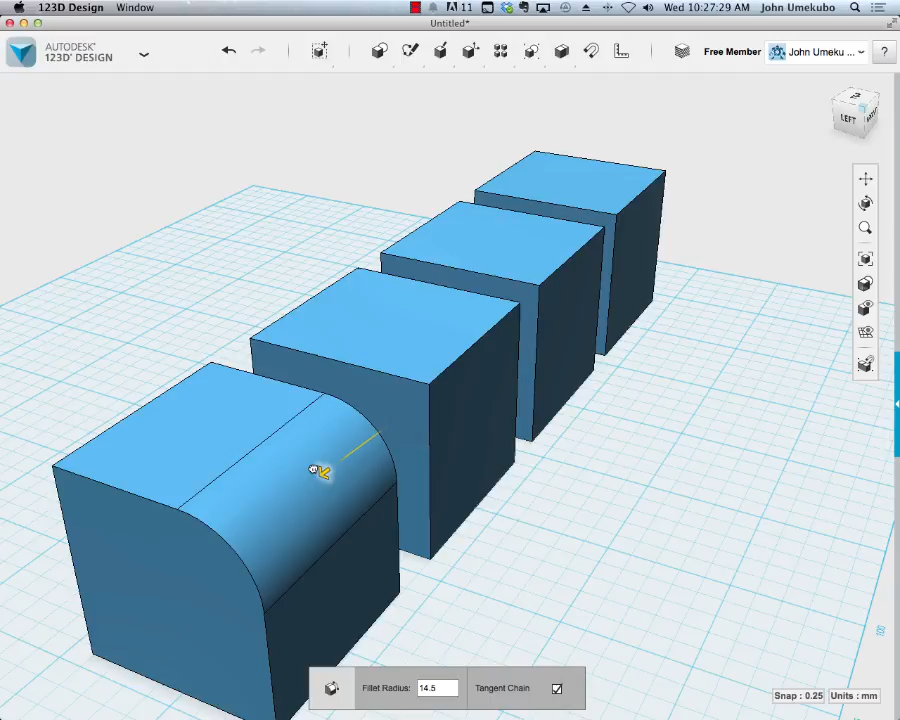 123D Design Window 11 Wed 10:27:29 AM John Umekubo
Untitled*
AUTODESK®
123D® DESIGN
Free Member John Umeku ... ?
LEFT
Fillet Radius: 14.5 Tangent Chain
Snap : 0.25 Units : mm